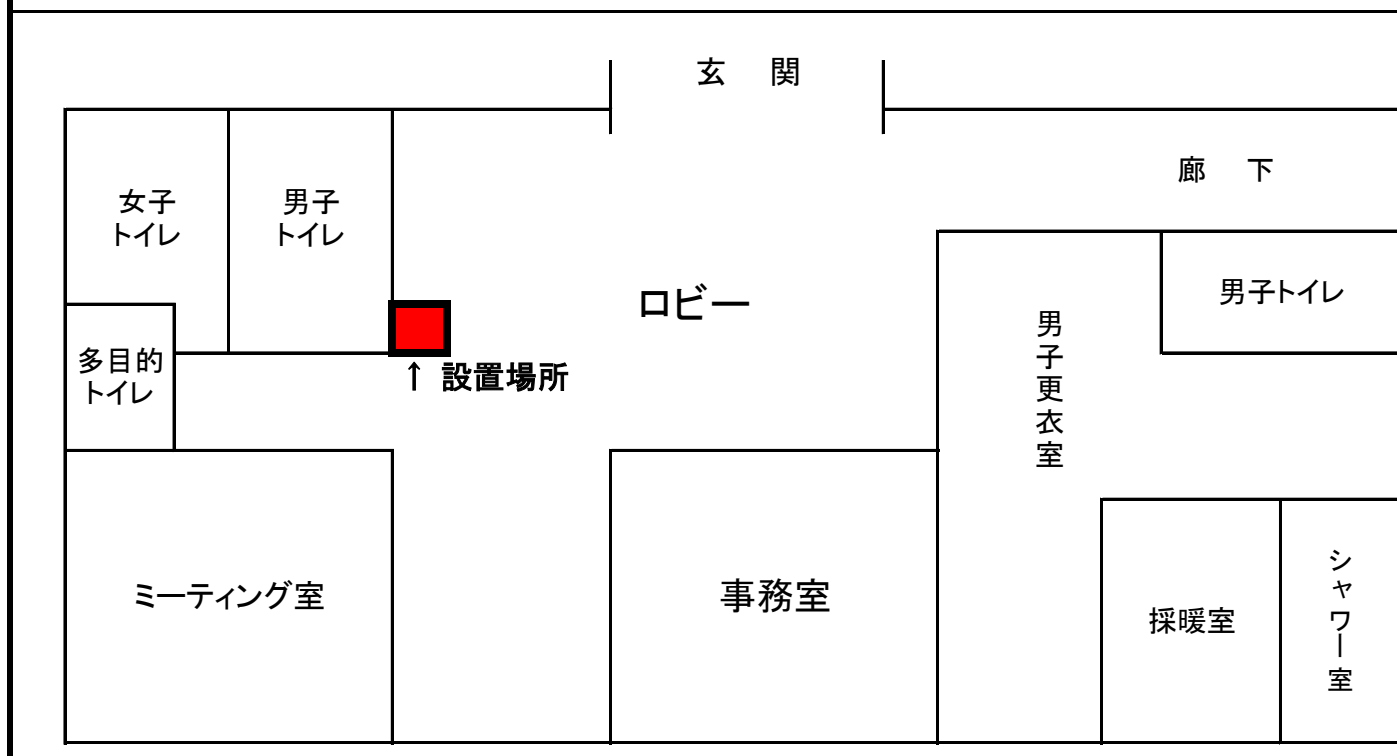 玄　関
廊　下
女子
トイレ
男子
トイレ
ロビー
男子トイレ
男子更衣室
多目的
トイレ
↑ 設置場所
ミーティング室
事務室
採暖室
シャワー室